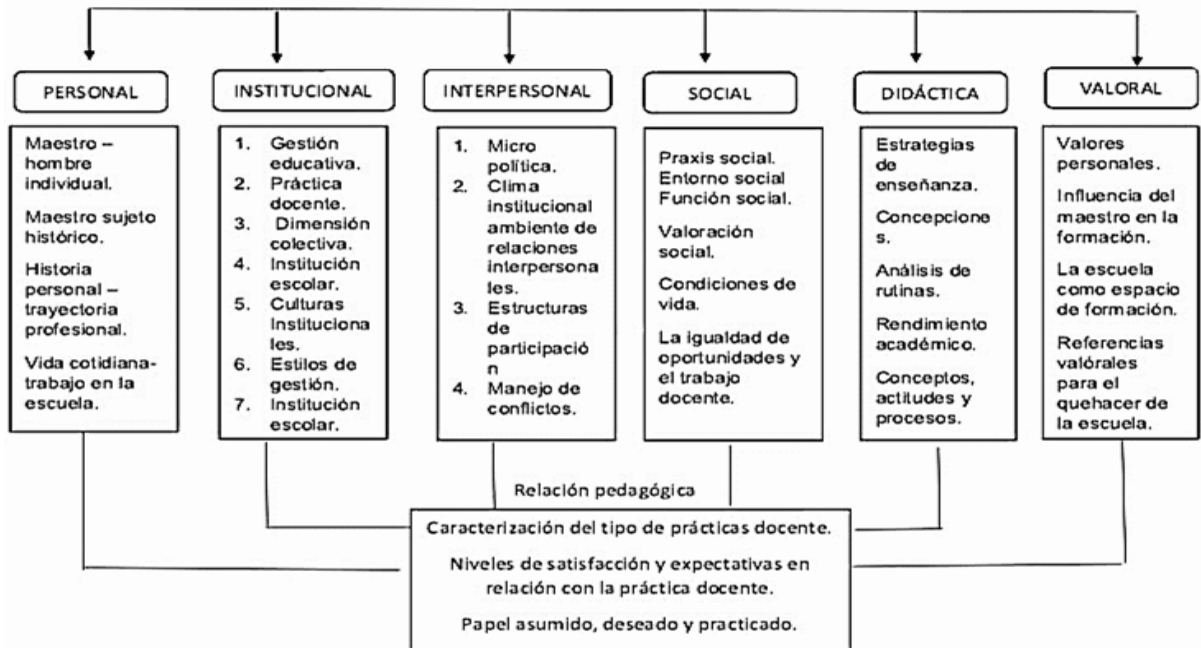 PERSONAL
INSTITUCIONAL
INTERPERSONAL
SOCIAL
DIDÁCTICA
VALORAL
Maestro –
hombre
individual.
Maestro sujeto
histórico.
Historia
personal –
trayectoria
profesional.
Vida cotidiana-
trabajo en la
escuela.
1. Gestión
educativa.
2. Práctica
docente.
3. Dimensión
colectiva.
4. Institución
escolar.
5. Culturas
Instituciona
les.
6. Estilos de
gestión.
7. Institución
escolar.
1. Micro
política.
2. Clima
institucional
ambiente de
relaciones
interpersona
les.
3. Estructuras
de
participació
n
4. Manejo de
conflictos.
Praxis social.
Entorno social
Función social.
Valoración
social.
Condiciones de
vida.
La igualdad de
oportunidades y
el trabajo
docente.
Estrategias
de
enseñanza.
Concepcione
s.
Análisis de
rutinas.
Rendimiento
académico.
Conceptos,
actitudes y
procesos.
Valores
personales.
Influencia del
maestro en la
formación.
La escuela
como espacio
de formación.
Referencias
valórales
para el
quehacer de
la escuela.
Relación pedagógica
Caracterización del tipo de prácticas docente.
Niveles de satisfacción y expectativas en
relación con la práctica docente.
Papel asumido, deseado y practicado.